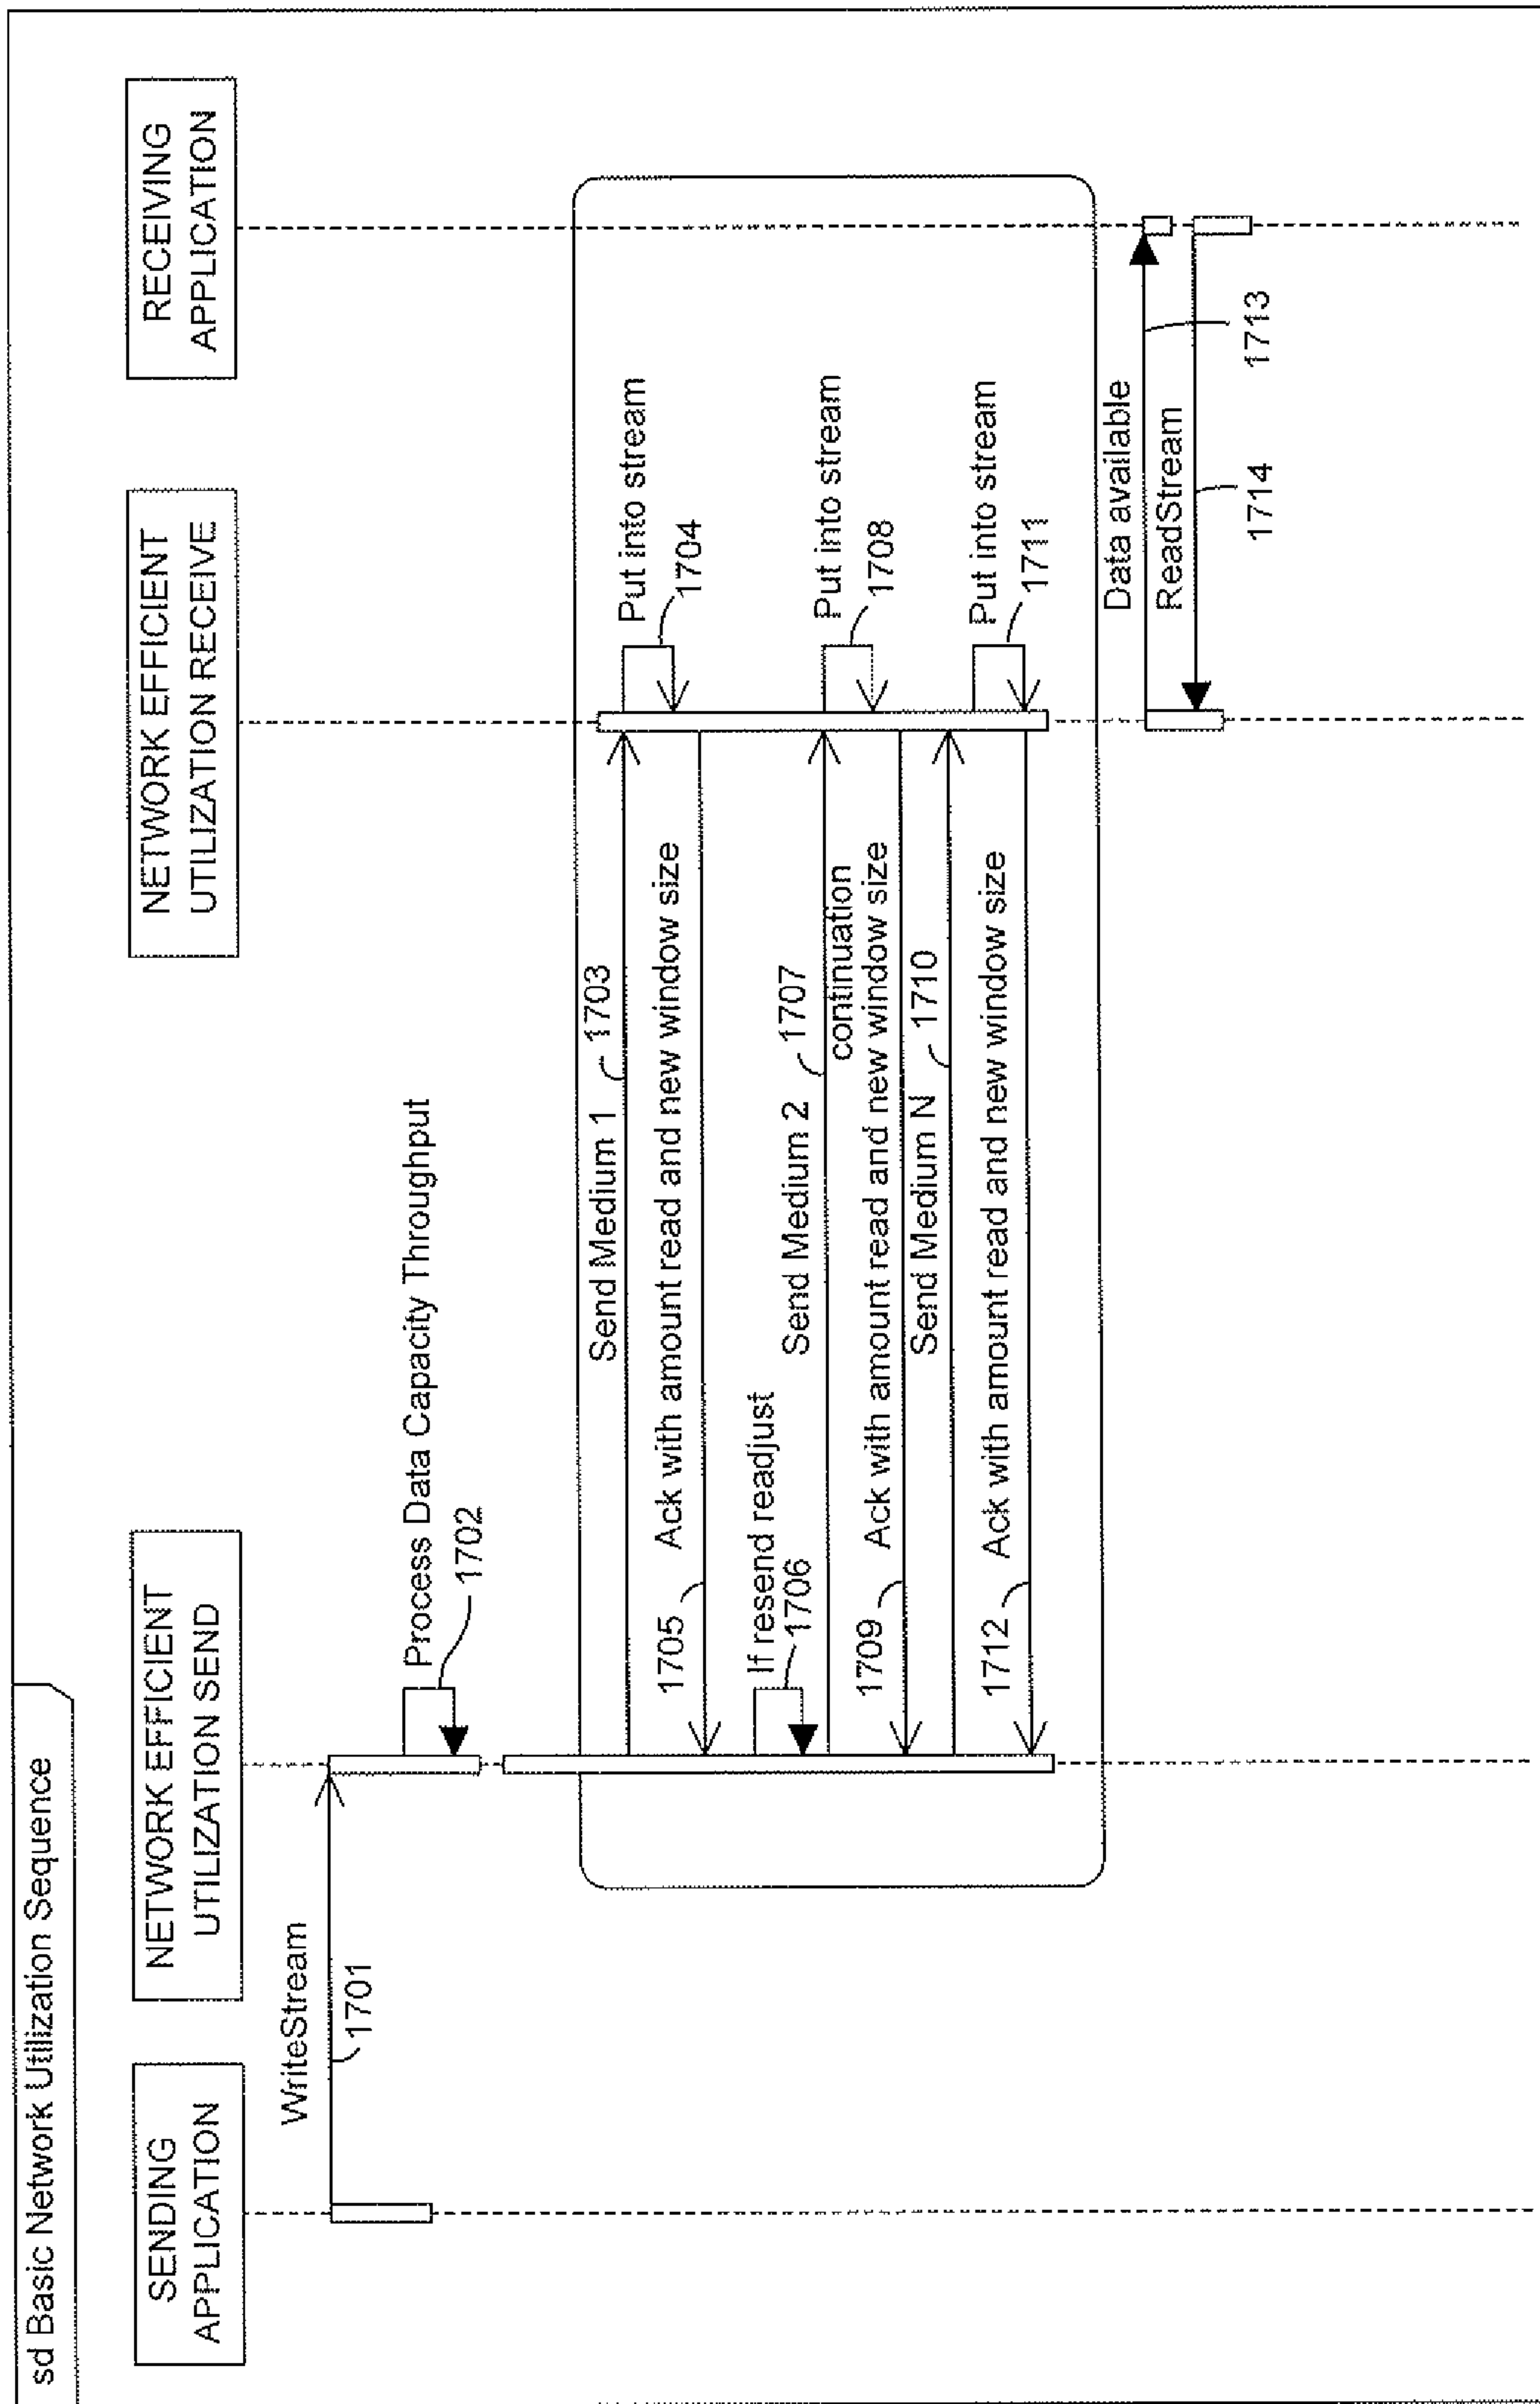 sd Basic Network Utilization Sequence
SENDING
APPLICATION
NETWORK EFFICIENT
UTILIZATION SEND
NETWORK EFFICIENT
UTILIZATION RECEIVE
RECEIVING
APPLICATION
WriteStream
1701
Process Data Capacity Throughput
1702
Send Medium 1
1703
Put into stream
1704
Ack with amount read and new window size
1705
If resend readjust
1706
Send Medium 2
1707
continuation
Put into stream
1708
Ack with amount read and new window size
1709
Send Medium N
1710
Put into stream
1711
Ack with amount read and new window size
1712
Data available
1713
ReadStream
1714